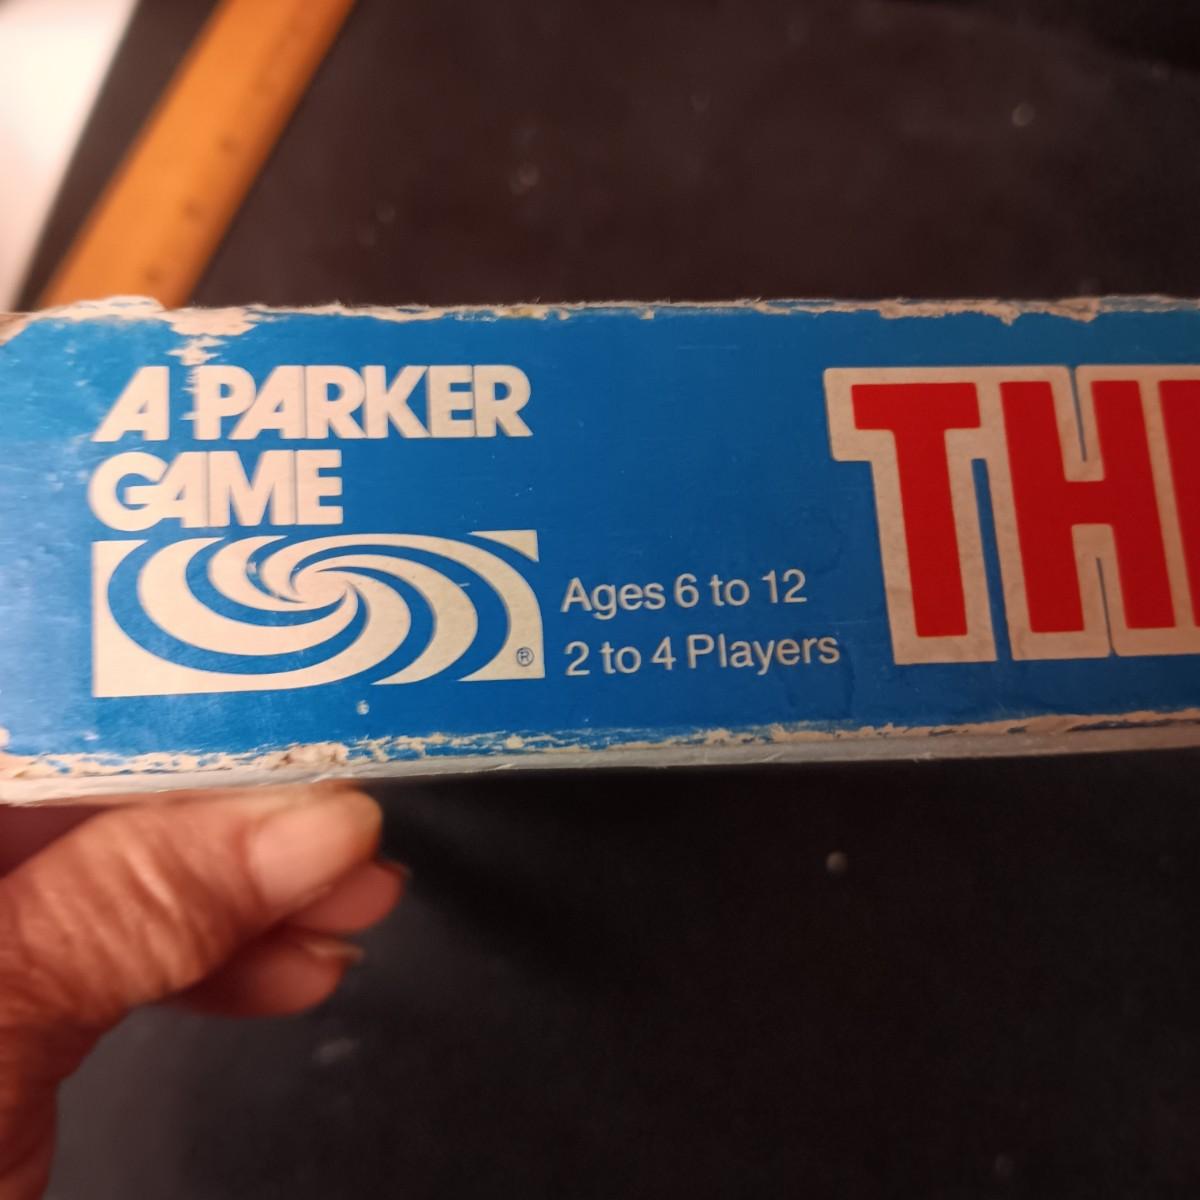 A PARKER
GAME
®
Ages 6 to 12
2 to 4 Players
TH